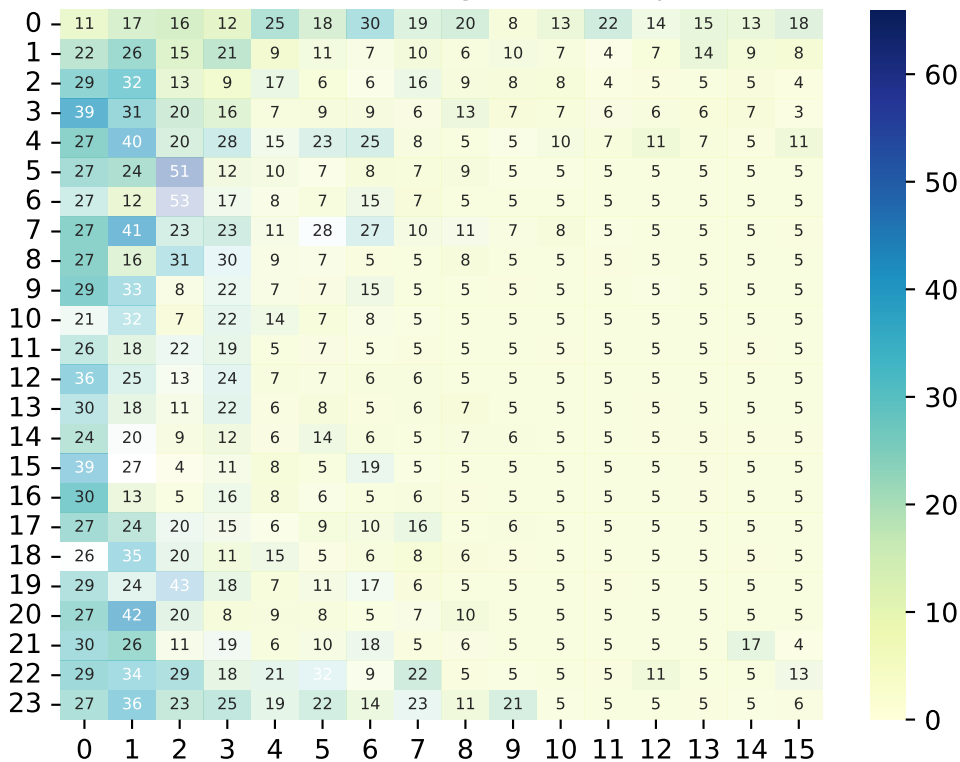 0 11 17 16 12 25 18 30 19 20 8 13 22 14 15 13 18
1 22 26 15 21 9 11 7 10 6 10 7 4 7 14 9 8
2 29 32 13 9 17 6 6 16 9 8 8 4 5 5 5 4
3 39 31 20 16 7 9 9 6 13 7 7 6 6 6 7 3
4 27 40 20 28 15 23 25 8 5 5 10 7 11 7 5 11
5 27 24 51 12 10 7 8 7 9 5 5 5 5 5 5 5
6 27 12 53 17 8 7 15 7 5 5 5 5 5 5 5 5
7 27 41 23 23 11 28 27 10 11 7 8 5 5 5 5 5
8 27 16 31 30 9 7 5 5 8 5 5 5 5 5 5 5
9 29 33 8 22 7 7 15 5 5 5 5 5 5 5 5 5
10 21 32 7 22 14 7 8 5 5 5 5 5 5 5 5 5
11 26 18 22 19 5 7 5 5 5 5 5 5 5 5 5 5
12 36 25 13 24 7 7 6 6 5 5 5 5 5 5 5 5
13 30 18 11 22 6 8 5 6 7 5 5 5 5 5 5 5
14 24 20 9 12 6 14 6 5 7 6 5 5 5 5 5 5
15 39 27 4 11 8 5 19 5 5 5 5 5 5 5 5 5
16 30 13 5 16 8 6 5 6 5 5 5 5 5 5 5 5
17 27 24 20 15 6 9 10 16 5 6 5 5 5 5 5 5
18 26 35 20 11 15 5 6 8 6 5 5 5 5 5 5 5
19 29 24 43 18 7 11 17 6 5 5 5 5 5 5 5 5
20 27 42 20 8 9 8 5 7 10 5 5 5 5 5 5 5
21 30 26 11 19 6 10 18 5 6 5 5 5 5 5 17 4
22 29 34 29 18 21 32 9 22 5 5 5 5 11 5 5 13
23 27 36 23 25 19 22 14 23 11 21 5 5 5 5 5 6
0 1 2 3 4 5 6 7 8 9 10 11 12 13 14 15
60
50
40
30
20
10
0